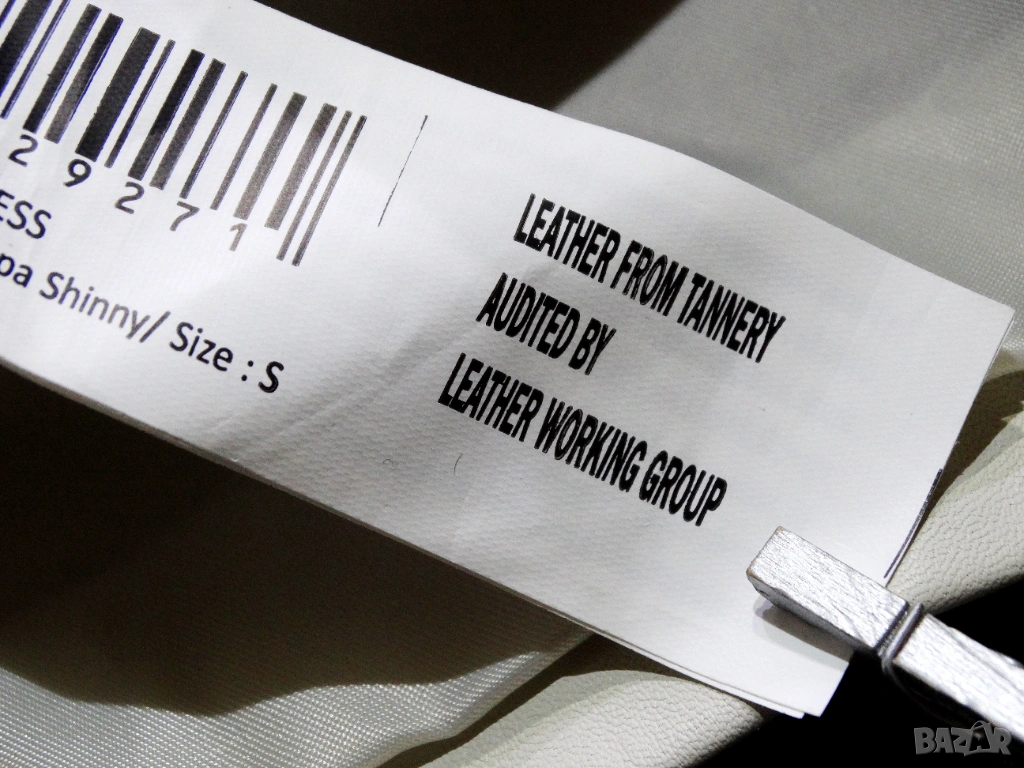 29271
ESS
pa Shinny/ Size : S
LEATHER FROM TANNERY
AUDITED BY
LEATHER WORKING GROUP
BAZAR